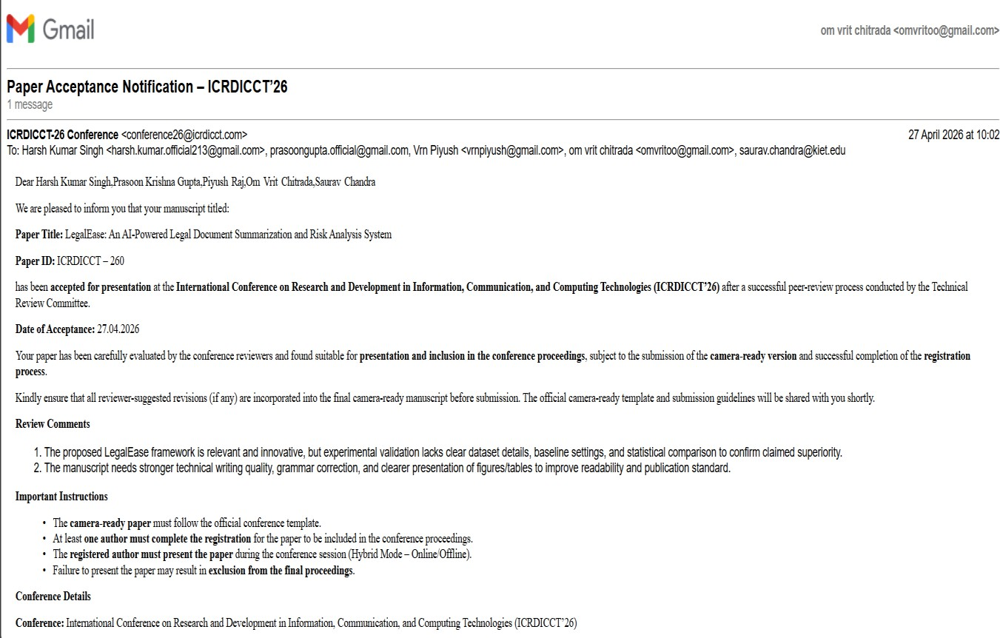 Gmail
om vrit chitrada <omvritoo@gmail.com>
Paper Acceptance Notification – ICRDICCT’26
1 message
ICRDICCT-26 Conference <conference26@icrdicct.com>
27 April 2026 at 10:02
To: Harsh Kumar Singh <harsh.kumar.official213@gmail.com>, prasoongupta.official@gmail.com, Vrn Piyush <vrnpiyush@gmail.com>, om vrit chitrada <omvritoo@gmail.com>, saurav.chandra@kiet.edu
Dear Harsh Kumar Singh,Prasoon Krishna Gupta,Piyush Raj,Om Vrit Chitrada,Saurav Chandra
We are pleased to inform you that your manuscript titled:
Paper Title: LegalEase: An AI-Powered Legal Document Summarization and Risk Analysis System
Paper ID: ICRDICCT – 260
has been accepted for presentation at the International Conference on Research and Development in Information, Communication, and Computing Technologies (ICRDICCT’26) after a successful peer-review process conducted by the Technical
Review Committee.
Date of Acceptance: 27.04.2026
Your paper has been carefully evaluated by the conference reviewers and found suitable for presentation and inclusion in the conference proceedings, subject to the submission of the camera-ready version and successful completion of the registration
process.
Kindly ensure that all reviewer-suggested revisions (if any) are incorporated into the final camera-ready manuscript before submission. The official camera-ready template and submission guidelines will be shared with you shortly.
Review Comments
1. The proposed LegalEase framework is relevant and innovative, but experimental validation lacks clear dataset details, baseline settings, and statistical comparison to confirm claimed superiority.
2. The manuscript needs stronger technical writing quality, grammar correction, and clearer presentation of figures/tables to improve readability and publication standard.
Important Instructions
• The camera-ready paper must follow the official conference template.
• At least one author must complete the registration for the paper to be included in the conference proceedings.
• The registered author must present the paper during the conference session (Hybrid Mode – Online/Offline).
• Failure to present the paper may result in exclusion from the final proceedings.
Conference Details
Conference: International Conference on Research and Development in Information, Communication, and Computing Technologies (ICRDICCT’26)